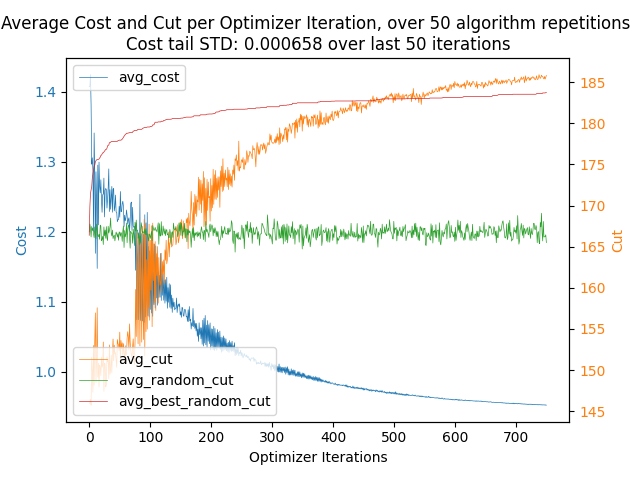 Average Cost and Cut per Optimizer Iteration, over 50 algorithm repetitions
Cost tail STD: 0.000658 over last 50 iterations
avg_cost
1.4
1.3
1.2
1.1
1.0
Cost
185
180
175
170
165
160
155
150
145
Cut
avg_cut
avg_random_cut
avg_best_random_cut
0 100 200 300 400 500 600 700
Optimizer Iterations